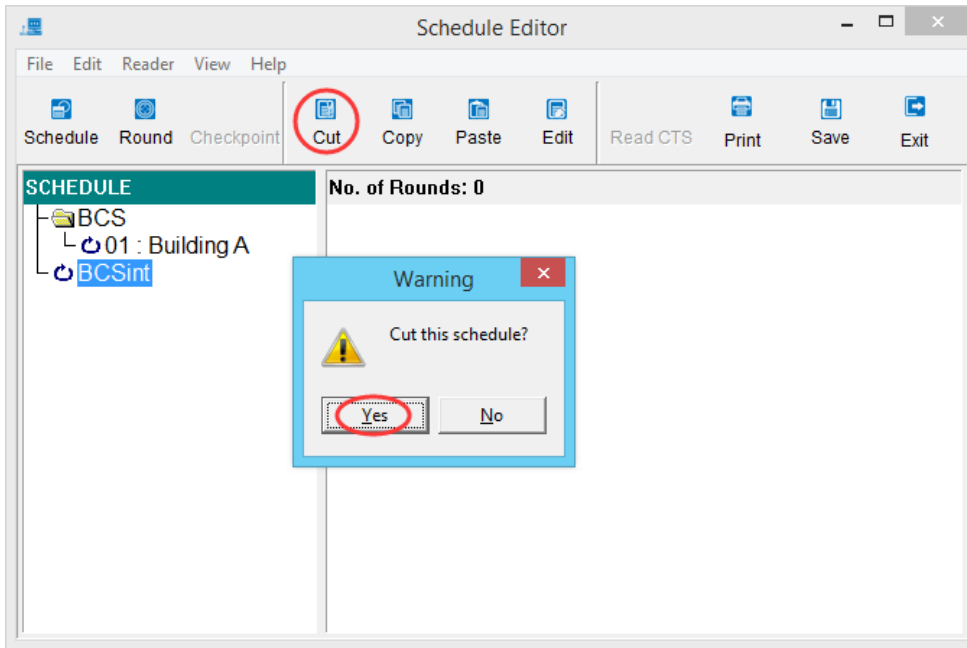 Schedule Editor
File Edit Reader View Help
Schedule Round Checkpoint Cut Copy Paste Edit Read CTS Print Save Exit
SCHEDULE
No. of Rounds: 0
BCS
01 : Building A
BCSint
Warning
Cut this schedule?
Yes No